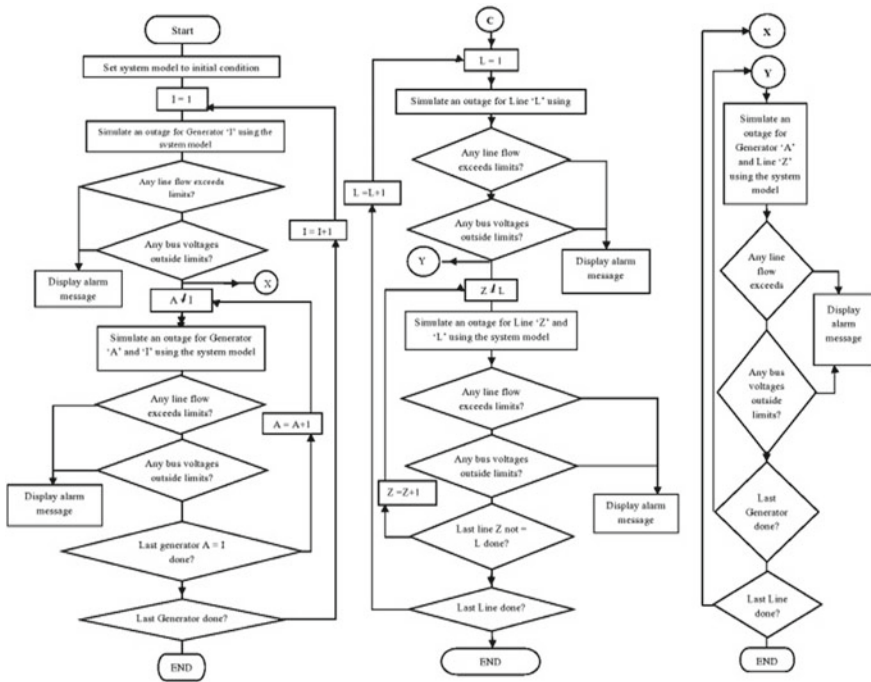 Start
Set system model to initial condition
I = 1
Simulate an outage for Generator ‘I’ using the
system model
Any line flow exceeds
limits?
I = I+1
Any bus voltages
outside limits?
Display alarm
message
X
A ≠ I
Simulate an outage for Generator
‘A’ and ‘I’ using the system model
Any line flow
exceeds limits?
A = A+1
Any bus voltages
outside limits?
Display alarm
message
Last generator A = I
done?
Last Generator done?
END
C
L = 1
Simulate an outage for Line ‘L’ using
Any line flow
exceeds limits?
L =L+1
Any bus voltages
outside limits?
Y
Display alarm
message
Z ≠ L
Simulate an outage for Line ‘Z’ and
‘L’ using the system model
Any line flow
exceeds limits?
Any bus voltages
outside limits?
Z =Z+1
Display alarm
message
Last line Z not =
L done?
Last Line done?
END
X
Y
Simulate an
outage for
Generator ‘A’
and Line ‘Z’
using the system
model
Any line
flow
exceeds
Display
alarm
message
Any bus
voltages
outside
limits?
Last
Generator
done?
Last Line
done?
END